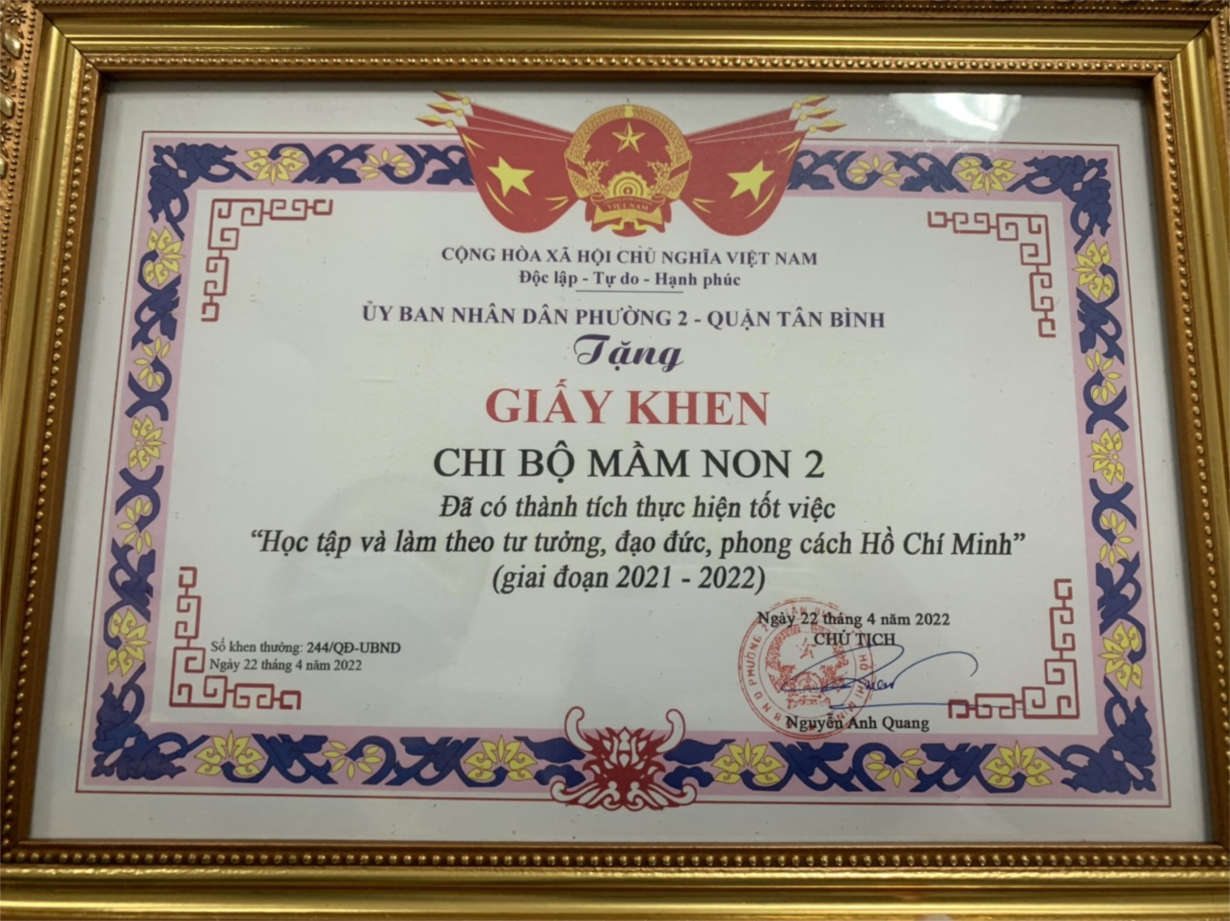 VIỆT NAM
CỘNG HÒA XÃ HỘI CHỦ NGHĨA VIỆT NAM
Độc lập - Tự do - Hạnh phúc
ỦY BAN NHÂN DÂN PHƯỜNG 2 - QUẬN TÂN BÌNH
Tặng
GIẤY KHEN
CHI BỘ MẦM NON 2
Đã có thành tích thực hiện tốt việc
“Học tập và làm theo tư tưởng, đạo đức, phong cách Hồ Chí Minh”
(giai đoạn 2021 - 2022)
Ngày 22 tháng 4 năm 2022
CHỦ TỊCH
Số khen thưởng: 244/QĐ-UBND
Ngày 22 tháng 4 năm 2022
Nguyễn Anh Quang